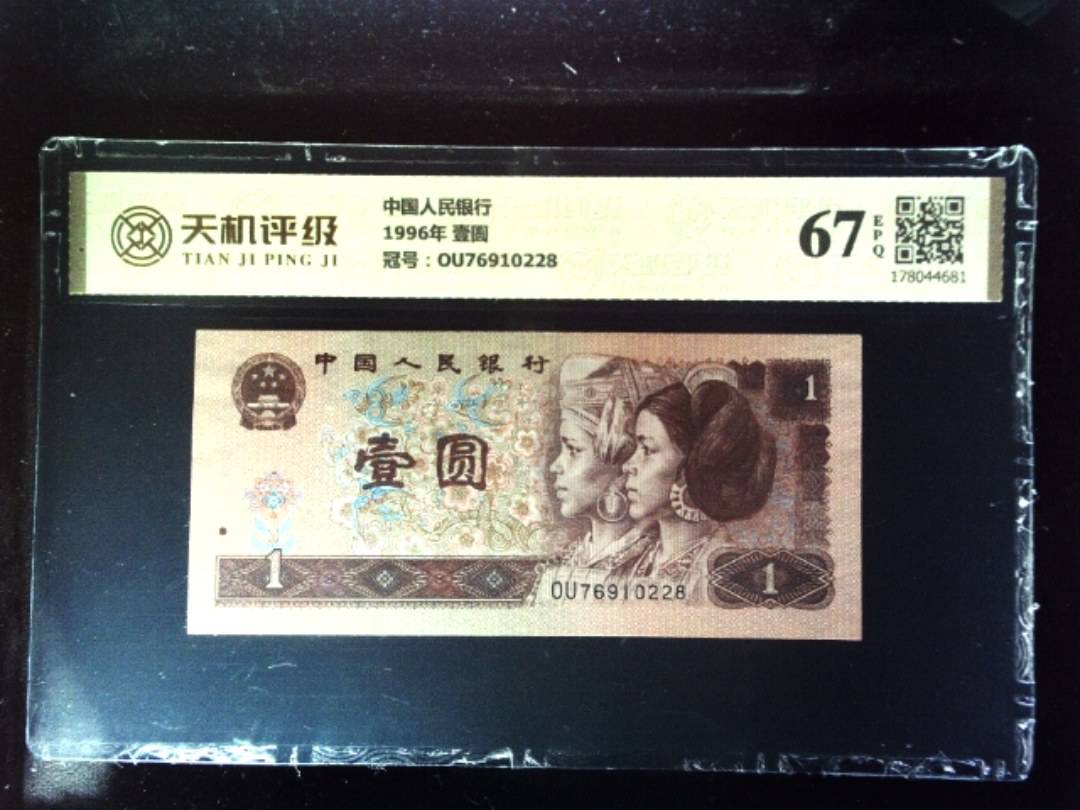 天机评级
TIAN JI PING JI
中国人民银行
1996年 壹圆
冠号：OU76910228
67
EPQ
178044681
中国人民银行
1
壹圆
1
OU76910228
1